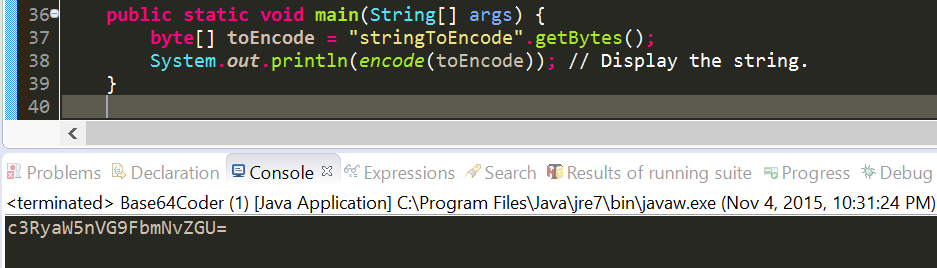 36 public static void main(String[] args) {
37 byte[] toEncode = "stringToEncode".getBytes();
38 System.out.println(encode(toEncode)); // Display the string.
39 }
40
Problems Declaration Console Expressions Search Results of running suite Progress Debug
<terminated> Base64Coder (1) [Java Application] C:\Program Files\Java\jre7\bin\javaw.exe (Nov 4, 2015, 10:31:24 PM)
c3RyaW5nVG9FbmNvZGU=